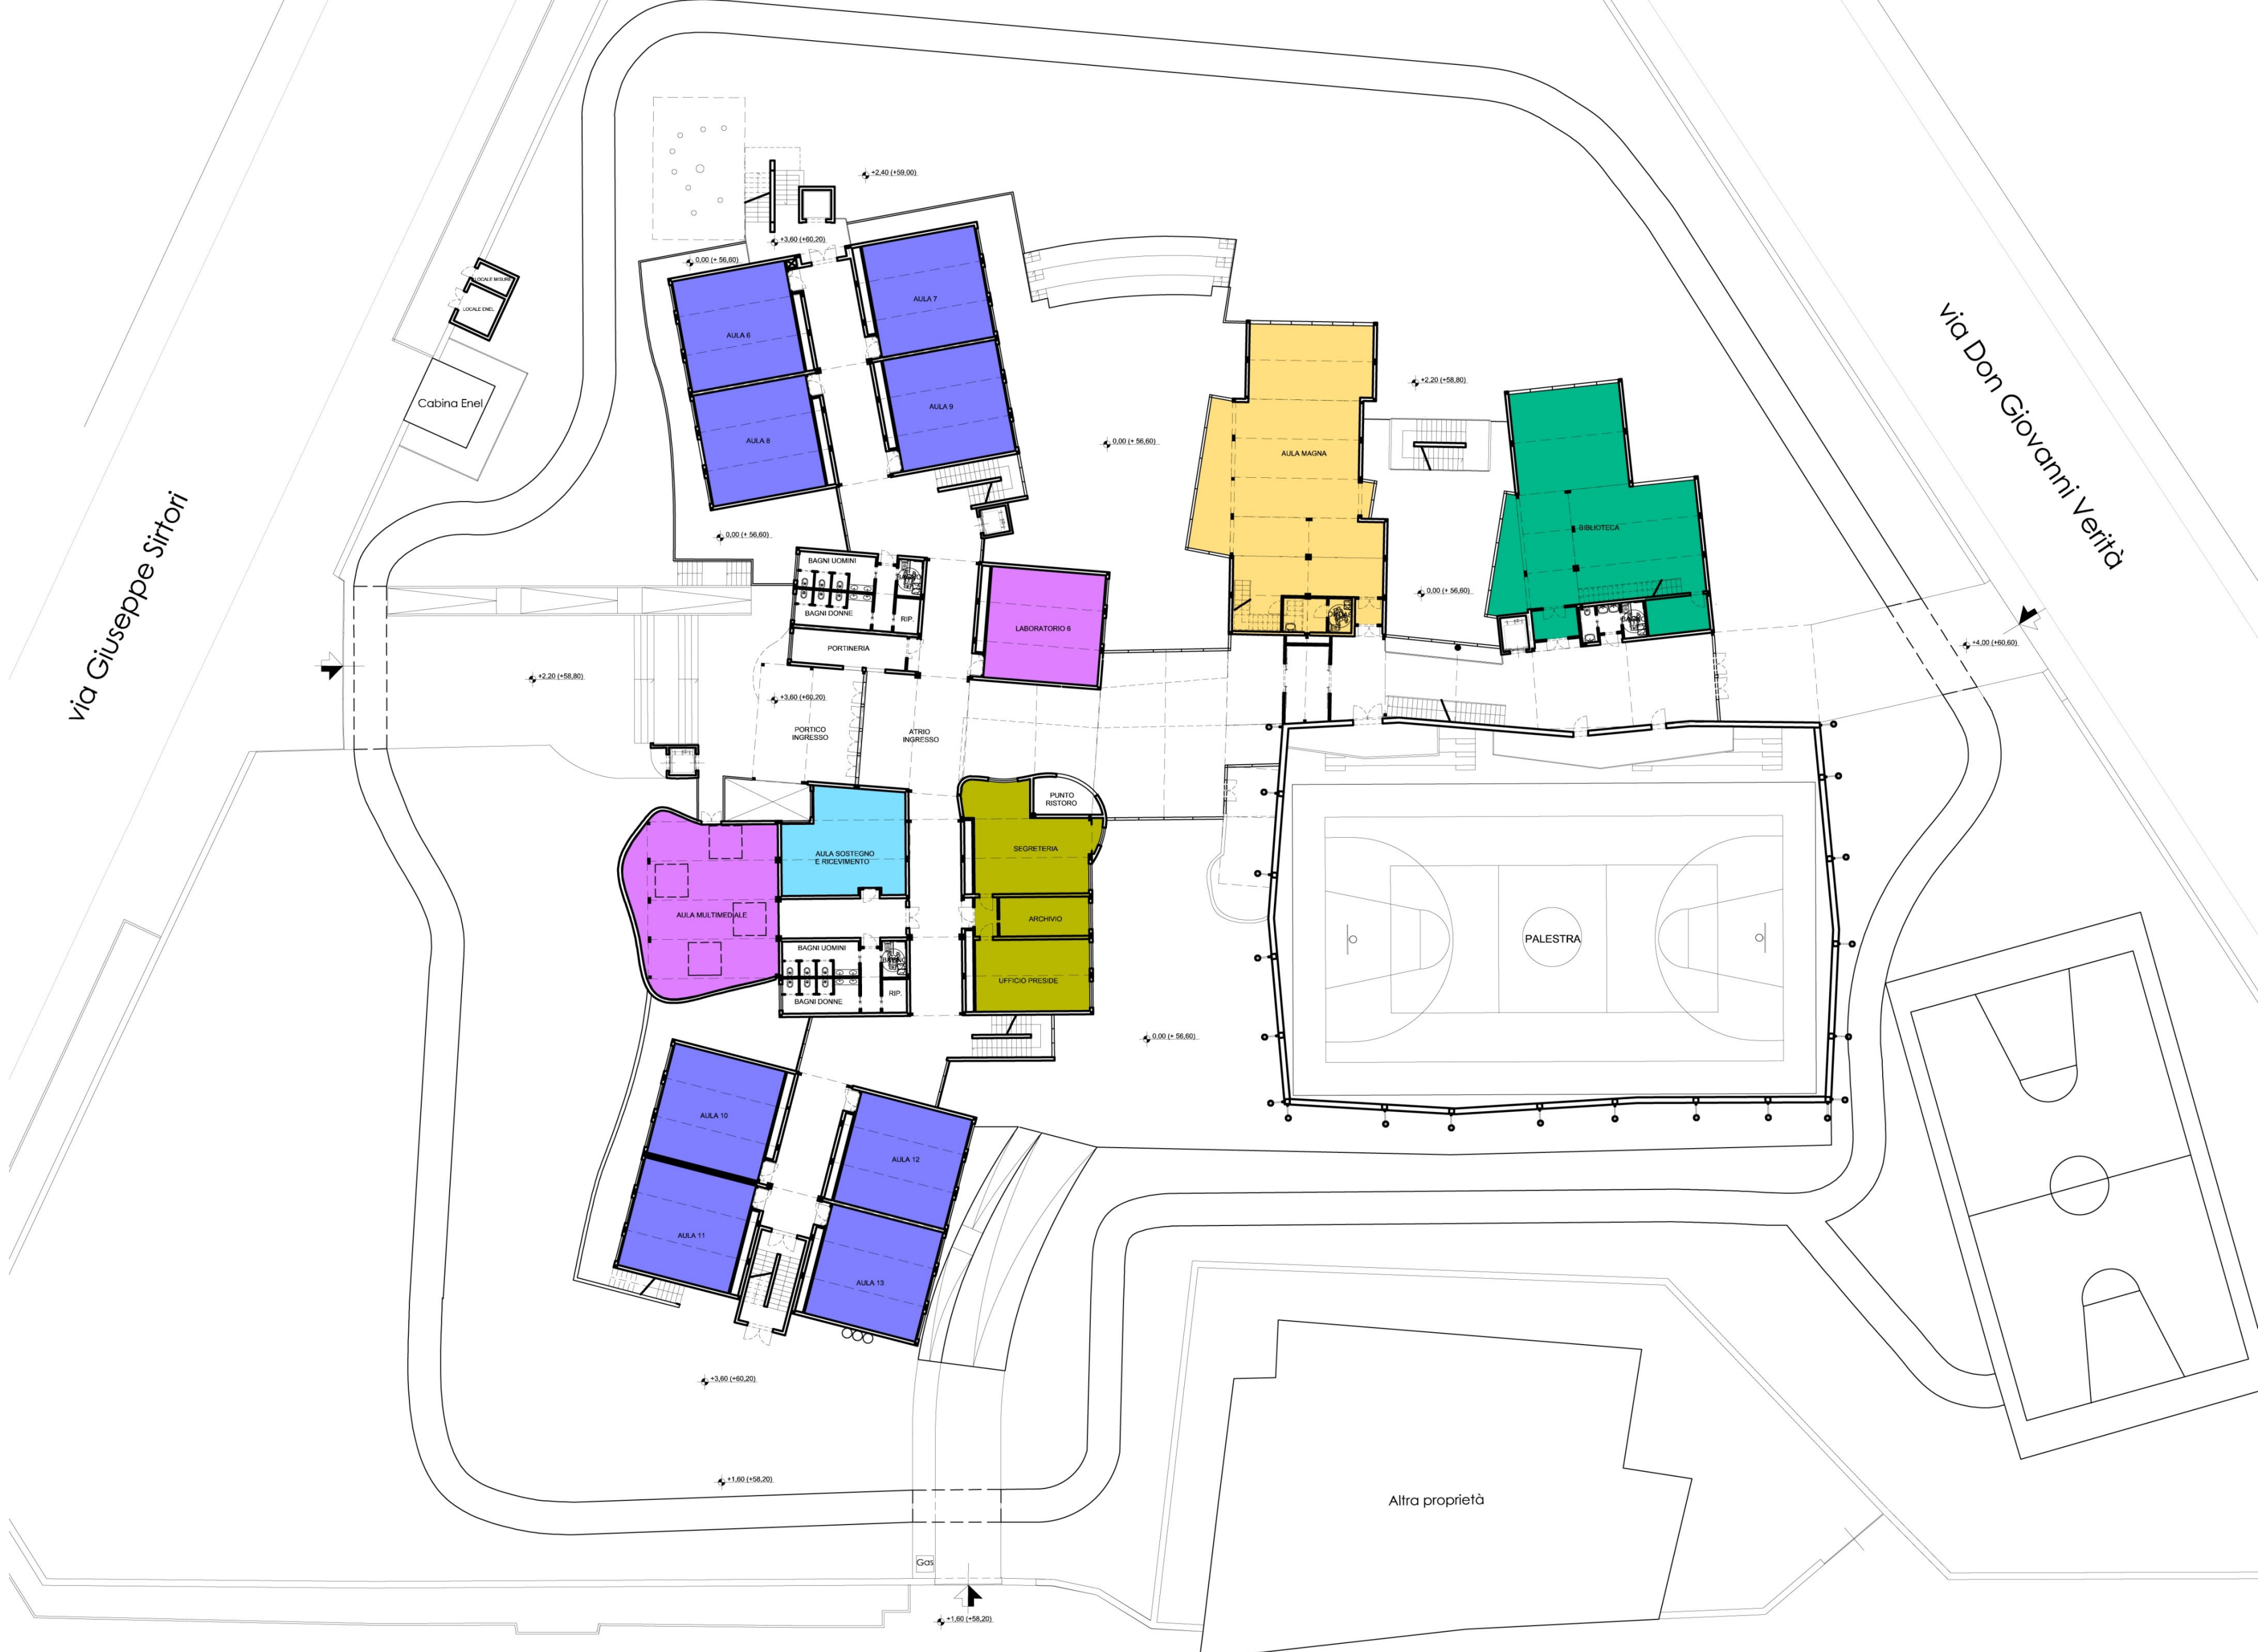 +2,40 (+59,00)
+3,60 (+60,20)
0,00 (+ 56,60)
LOCALE MISURE
LOCALE ENEL
Cabina Enel
AULA 6
AULA 7
AULA 8
AULA 9
via Giuseppe Sirtori
via Don Giovanni Verità
+2,20 (+58,80)
0,00 (+ 56,60)
AULA MAGNA
BIBLIOTECA
0,00 (+ 56,60)
BAGNI UOMINI
BAGNO
BAGNI DONNE
RIP.
PORTINERIA
LABORATORIO 6
0,00 (+ 56,60)
BAGNO
+4,00 (+60,60)
+2,20 (+58,80)
+3,60 (+60,20)
PORTICO
INGRESSO
ATRIO
INGRESSO
PUNTO
RISTORO
AULA SOSTEGNO
E RICEVIMENTO
SEGRETERIA
AULA MULTIMEDIALE
ARCHIVIO
BAGNI UOMINI
BAGNO
BAGNI DONNE
RIP.
UFFICIO PRESIDE
PALESTRA
0,00 (+ 56,60)
AULA 10
AULA 12
AULA 11
AULA 13
+3,60 (+60,20)
+1,60 (+58,20)
Altra proprietà
Gas
+1,60 (+58,20)